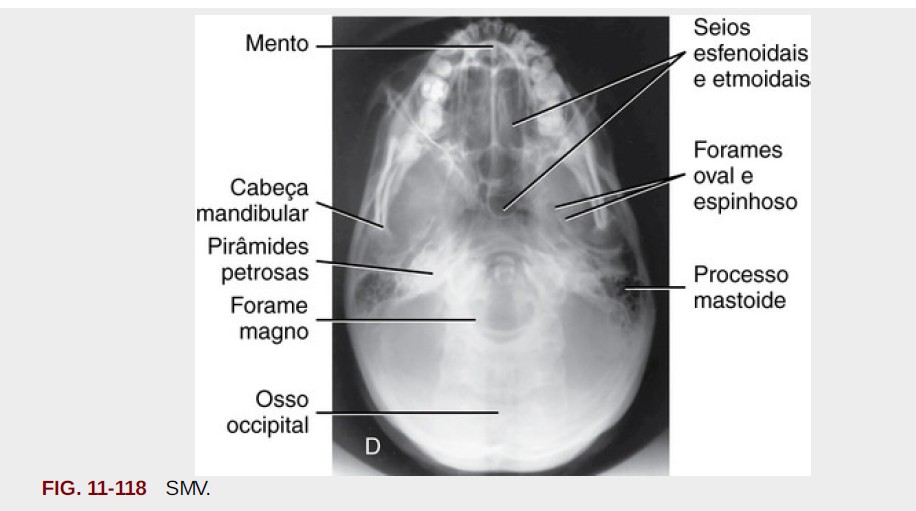 Mento
Cabeça
mandibular
Pirâmides
petrosas
Forame
magno
Osso
occipital
D
Seios
esfenoidais
e etmoidais
Forames
oval e
espinhoso
Processo
mastoide
FIG. 11-118 SMV.